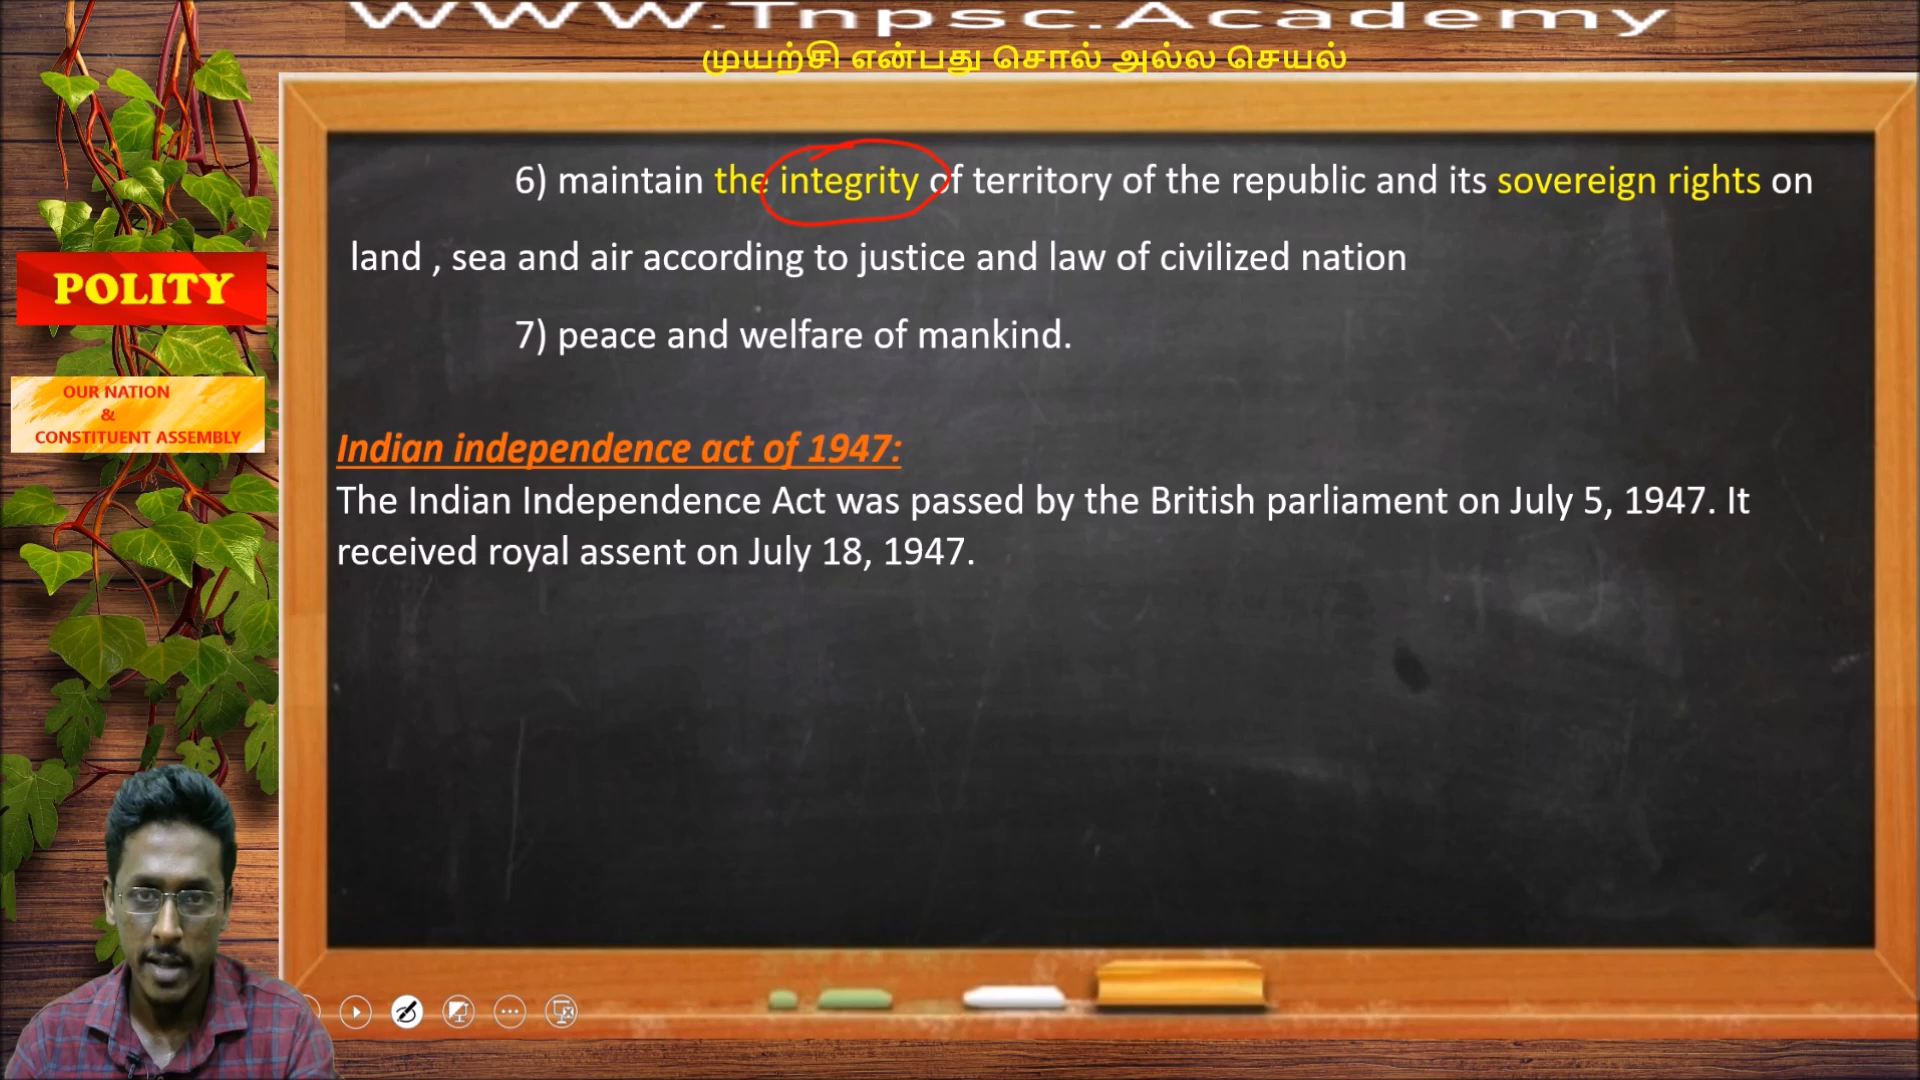 WWW.Tnpsc.Academy
முயற்சி என்பது சொல் அல்ல செயல்
6) maintain the integrity of territory of the republic and its sovereign rights on
land , sea and air according to justice and law of civilized nation
7) peace and welfare of mankind.
POLITY
OUR NATION
&
CONSTITUENT ASSEMBLY
Indian independence act of 1947:
The Indian Independence Act was passed by the British parliament on July 5, 1947. It
received royal assent on July 18, 1947.